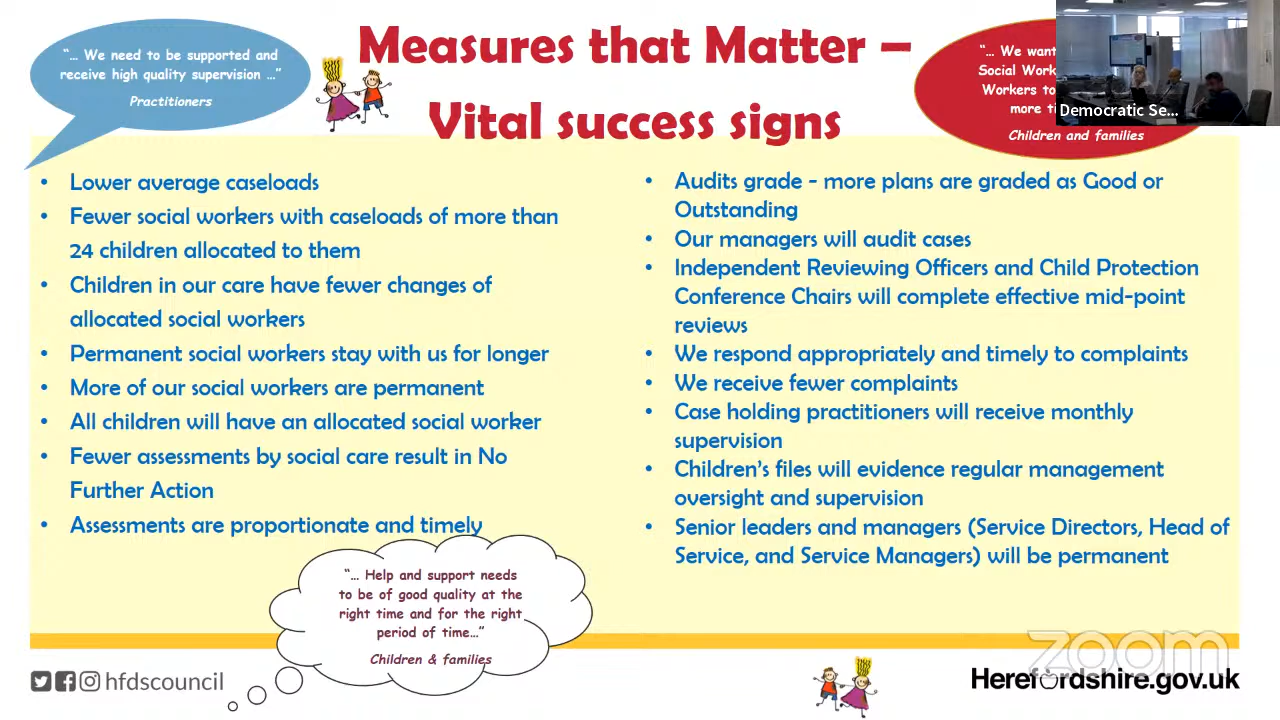 "... We need to be supported and
receive high quality supervision ..."
Practitioners
Measures that Matter –
Vital success signs
"... We want
Social Work
Workers to
more ti
Children and families
Democratic Se...
• Lower average caseloads
• Fewer social workers with caseloads of more than
24 children allocated to them
• Children in our care have fewer changes of
allocated social workers
• Permanent social workers stay with us for longer
• More of our social workers are permanent
• All children will have an allocated social worker
• Fewer assessments by social care result in No
Further Action
• Assessments are proportionate and timely
• Audits grade - more plans are graded as Good or
Outstanding
• Our managers will audit cases
• Independent Reviewing Officers and Child Protection
Conference Chairs will complete effective mid-point
reviews
• We respond appropriately and timely to complaints
• We receive fewer complaints
• Case holding practitioners will receive monthly
supervision
• Children's files will evidence regular management
oversight and supervision
• Senior leaders and managers (Service Directors, Head of
Service, and Service Managers) will be permanent
"... Help and support needs
to be of good quality at the
right time and for the right
period of time..."
Children & families
hfdscouncil
zoom
Herefordshire.gov.uk